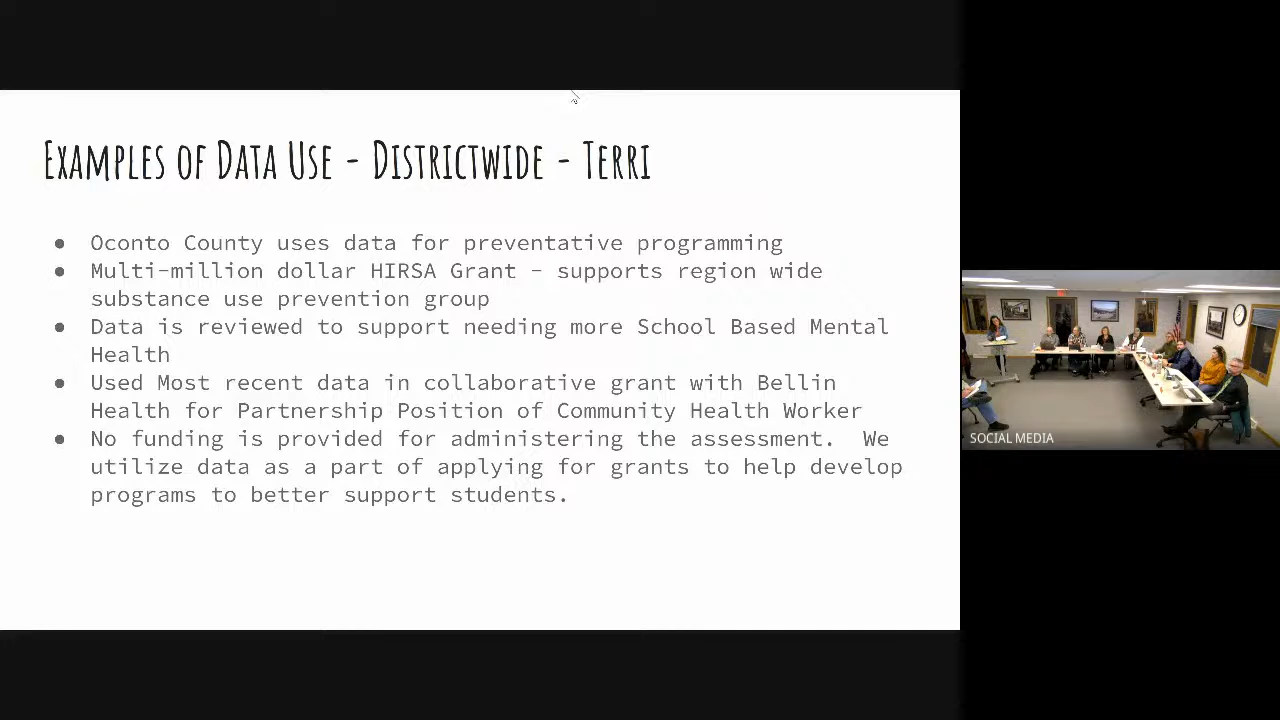 Examples of Data Use - Districtwide - Terri
● Oconto County uses data for preventative programming
● Multi-million dollar HIRSA Grant - supports region wide
substance use prevention group
● Data is reviewed to support needing more School Based Mental
Health
● Used Most recent data in collaborative grant with Bellin
Health for Partnership Position of Community Health Worker
● No funding is provided for administering the assessment. We
utilize data as a part of applying for grants to help develop
programs to better support students.
SOCIAL MEDIA